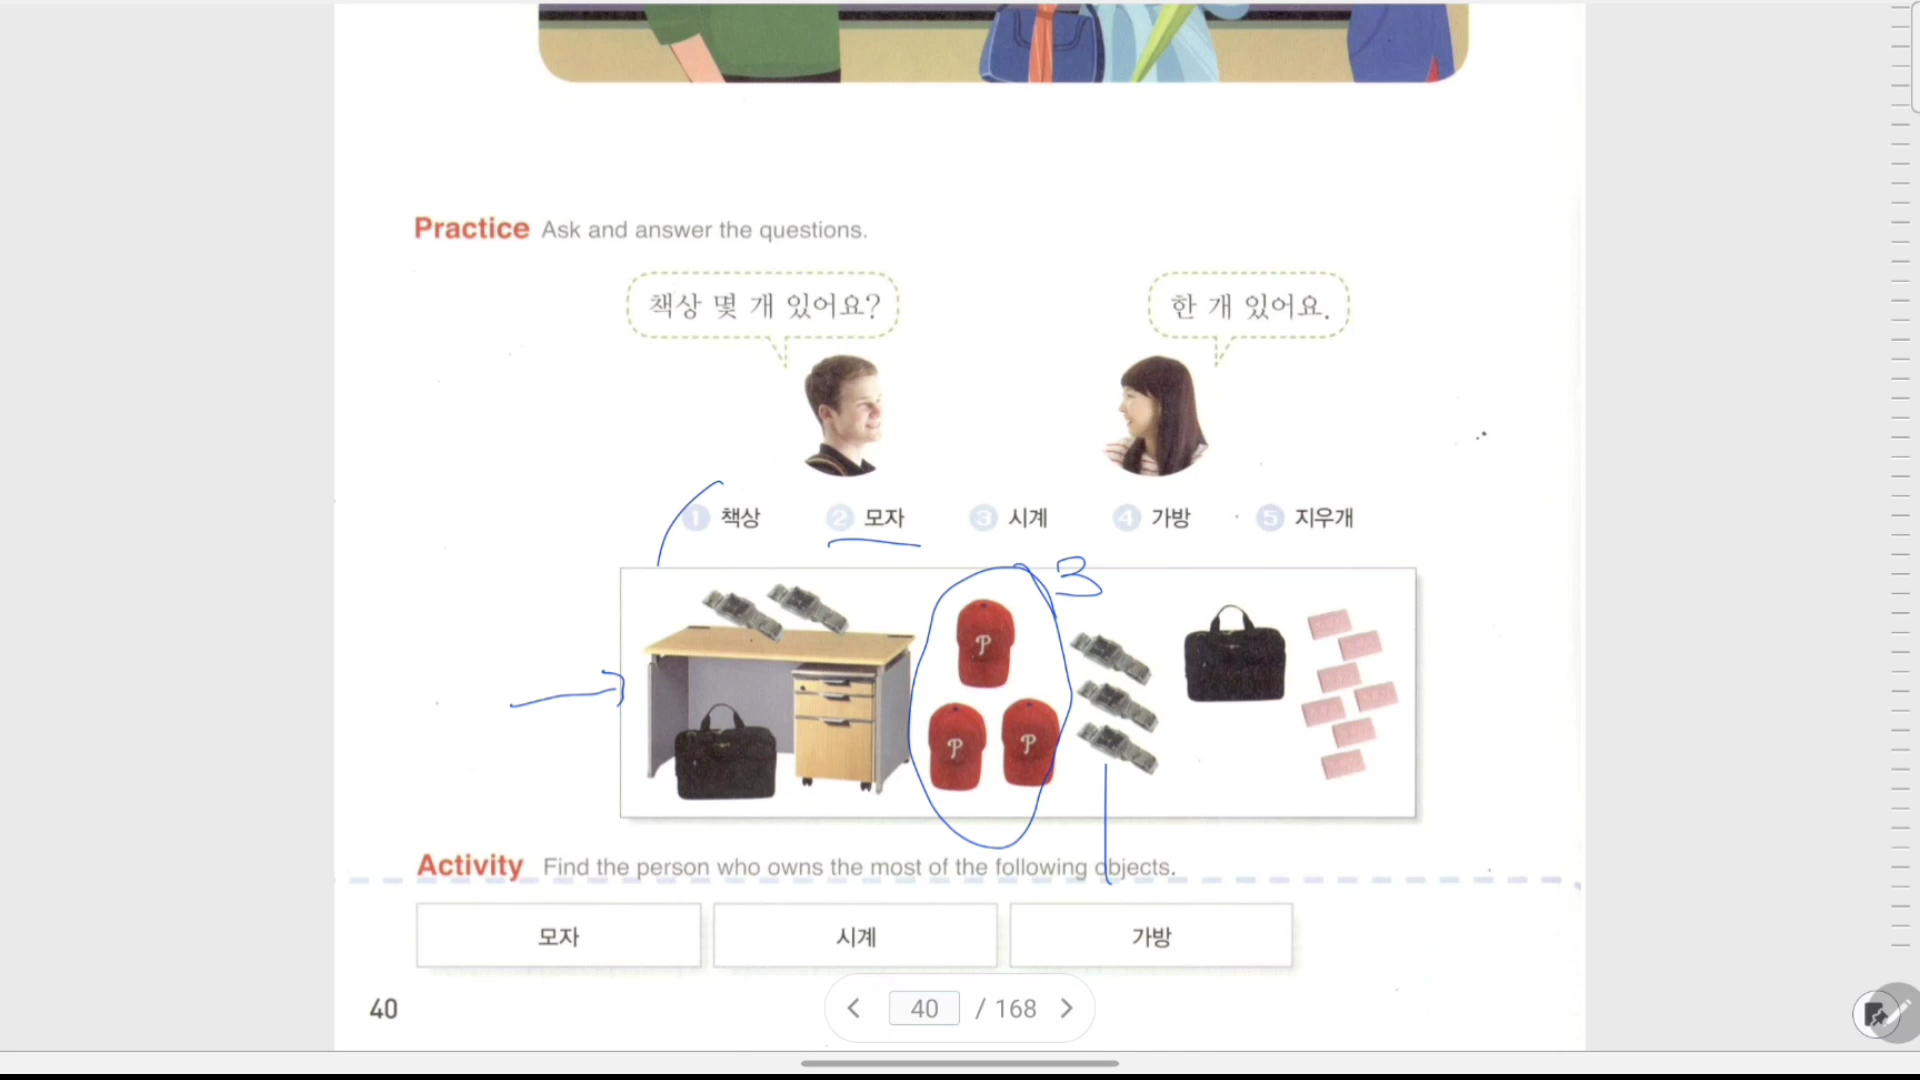 Practice Ask and answer the questions.
책상 몇 개 있어요?
한 개 있어요.
1 책상 2 모자 3 시계 4 가방 5 지우개
3
P
P P
Activity Find the person who owns the most of the following objects.
모자 시계 가방
40
40 / 168